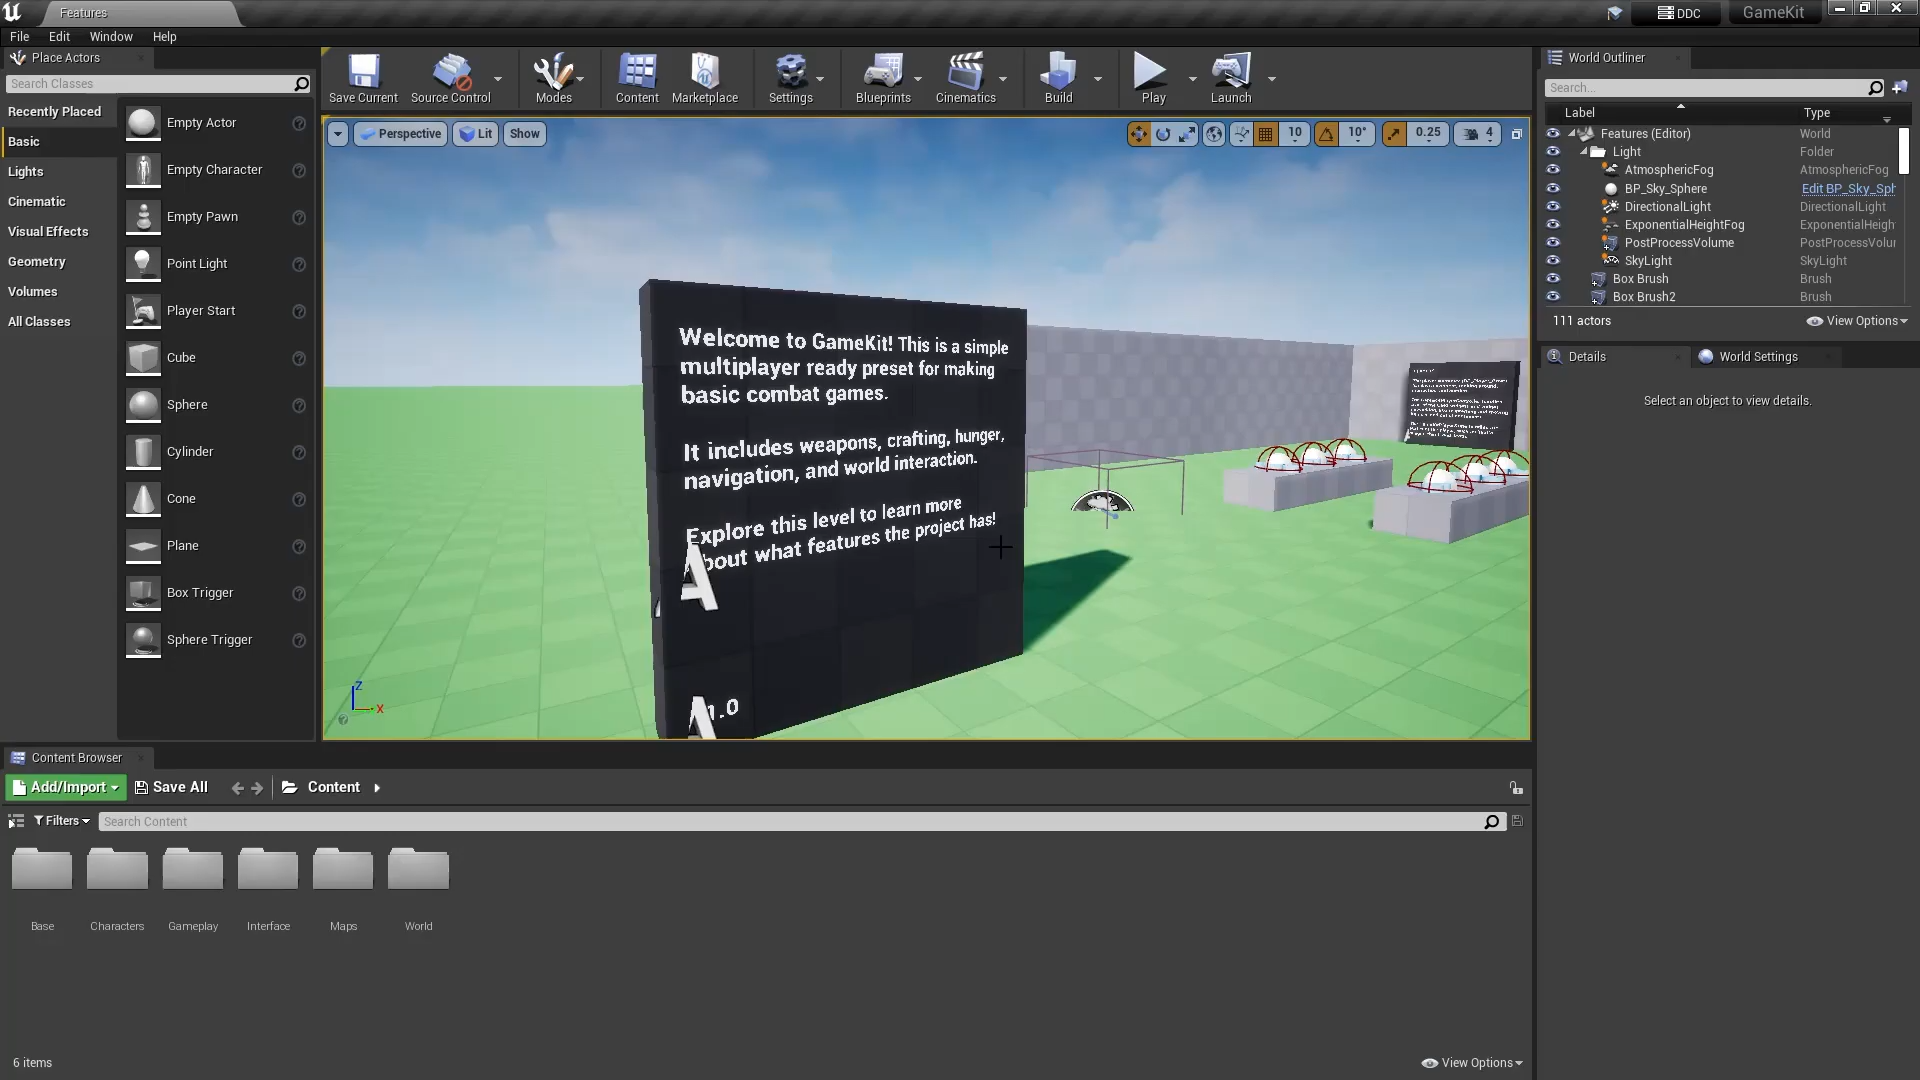 Features
DDC
GameKit
File Edit Window Help
Place Actors
Search Classes
Recently Placed
Basic
Lights
Cinematic
Visual Effects
Geometry
Volumes
All Classes
Empty Actor
Empty Character
Empty Pawn
Point Light
Player Start
Cube
Sphere
Cylinder
Cone
Plane
Box Trigger
Sphere Trigger
Save Current
Source Control
Modes
Content
Marketplace
Settings
Blueprints
Cinematics
Build
Play
Launch
Perspective Lit Show
10 10° 0.25 4
Welcome to GameKit! This is a simple
multiplayer ready preset for making
basic combat games.
It includes weapons, crafting, hunger,
navigation, and world interaction.
Explore this level to learn more
bout what features the project has!
A
A
1.0
Z
X
World Outliner
Search...
Label Type
Features (Editor) World
Light Folder
AtmosphericFog AtmosphericFog
BP_Sky_Sphere Edit BP_Sky_Sph
DirectionalLight DirectionalLight
ExponentialHeightFog ExponentialHeigh
PostProcessVolume PostProcessVolu
SkyLight SkyLight
Box Brush Brush
Box Brush2 Brush
111 actors View Options
Details World Settings
Select an object to view details.
Content Browser
Add/Import Save All Content
Filters Search Content
Base Characters Gameplay Interface Maps World
6 items View Options